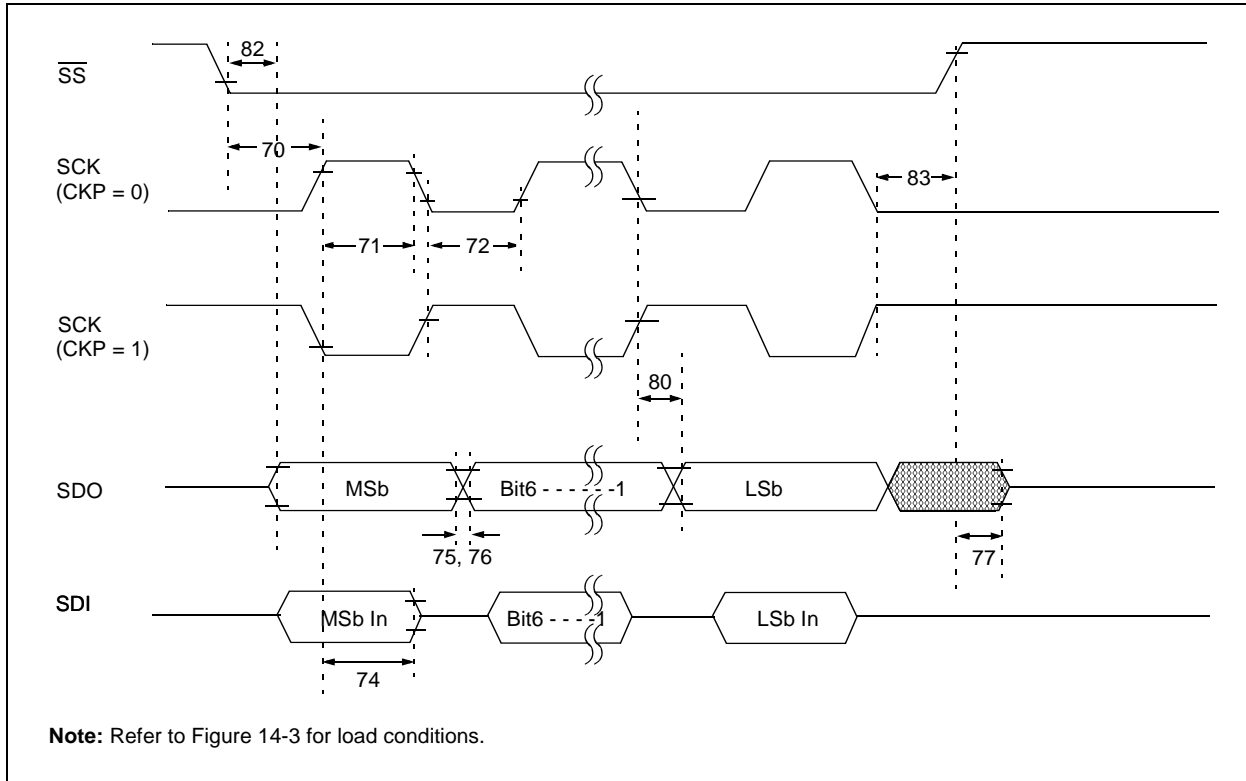 82
SS
70
SCK
(CKP = 0)
83
71
72
SCK
(CKP = 1)
80
SDO
MSb
Bit6 - - - - - -1
LSb
75, 76
77
SDI
MSb In
Bit6 - - - -1
LSb In
74
Note: Refer to Figure 14-3 for load conditions.